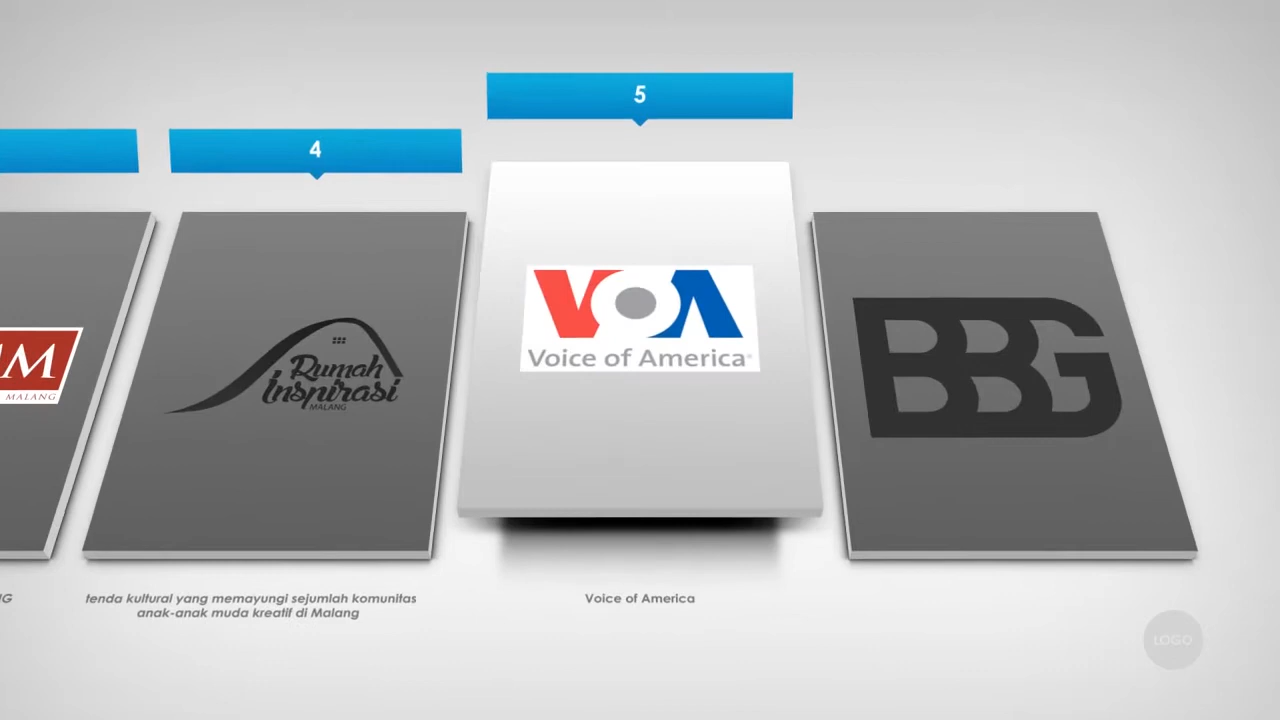 5
4
VOA
Voice of America®
BBG
Rumah
Inspirasi
MALANG
M
MALANG
G
tenda kultural yang memayungi sejumlah komunitas
anak-anak muda kreatif di Malang
Voice of America
LOGO